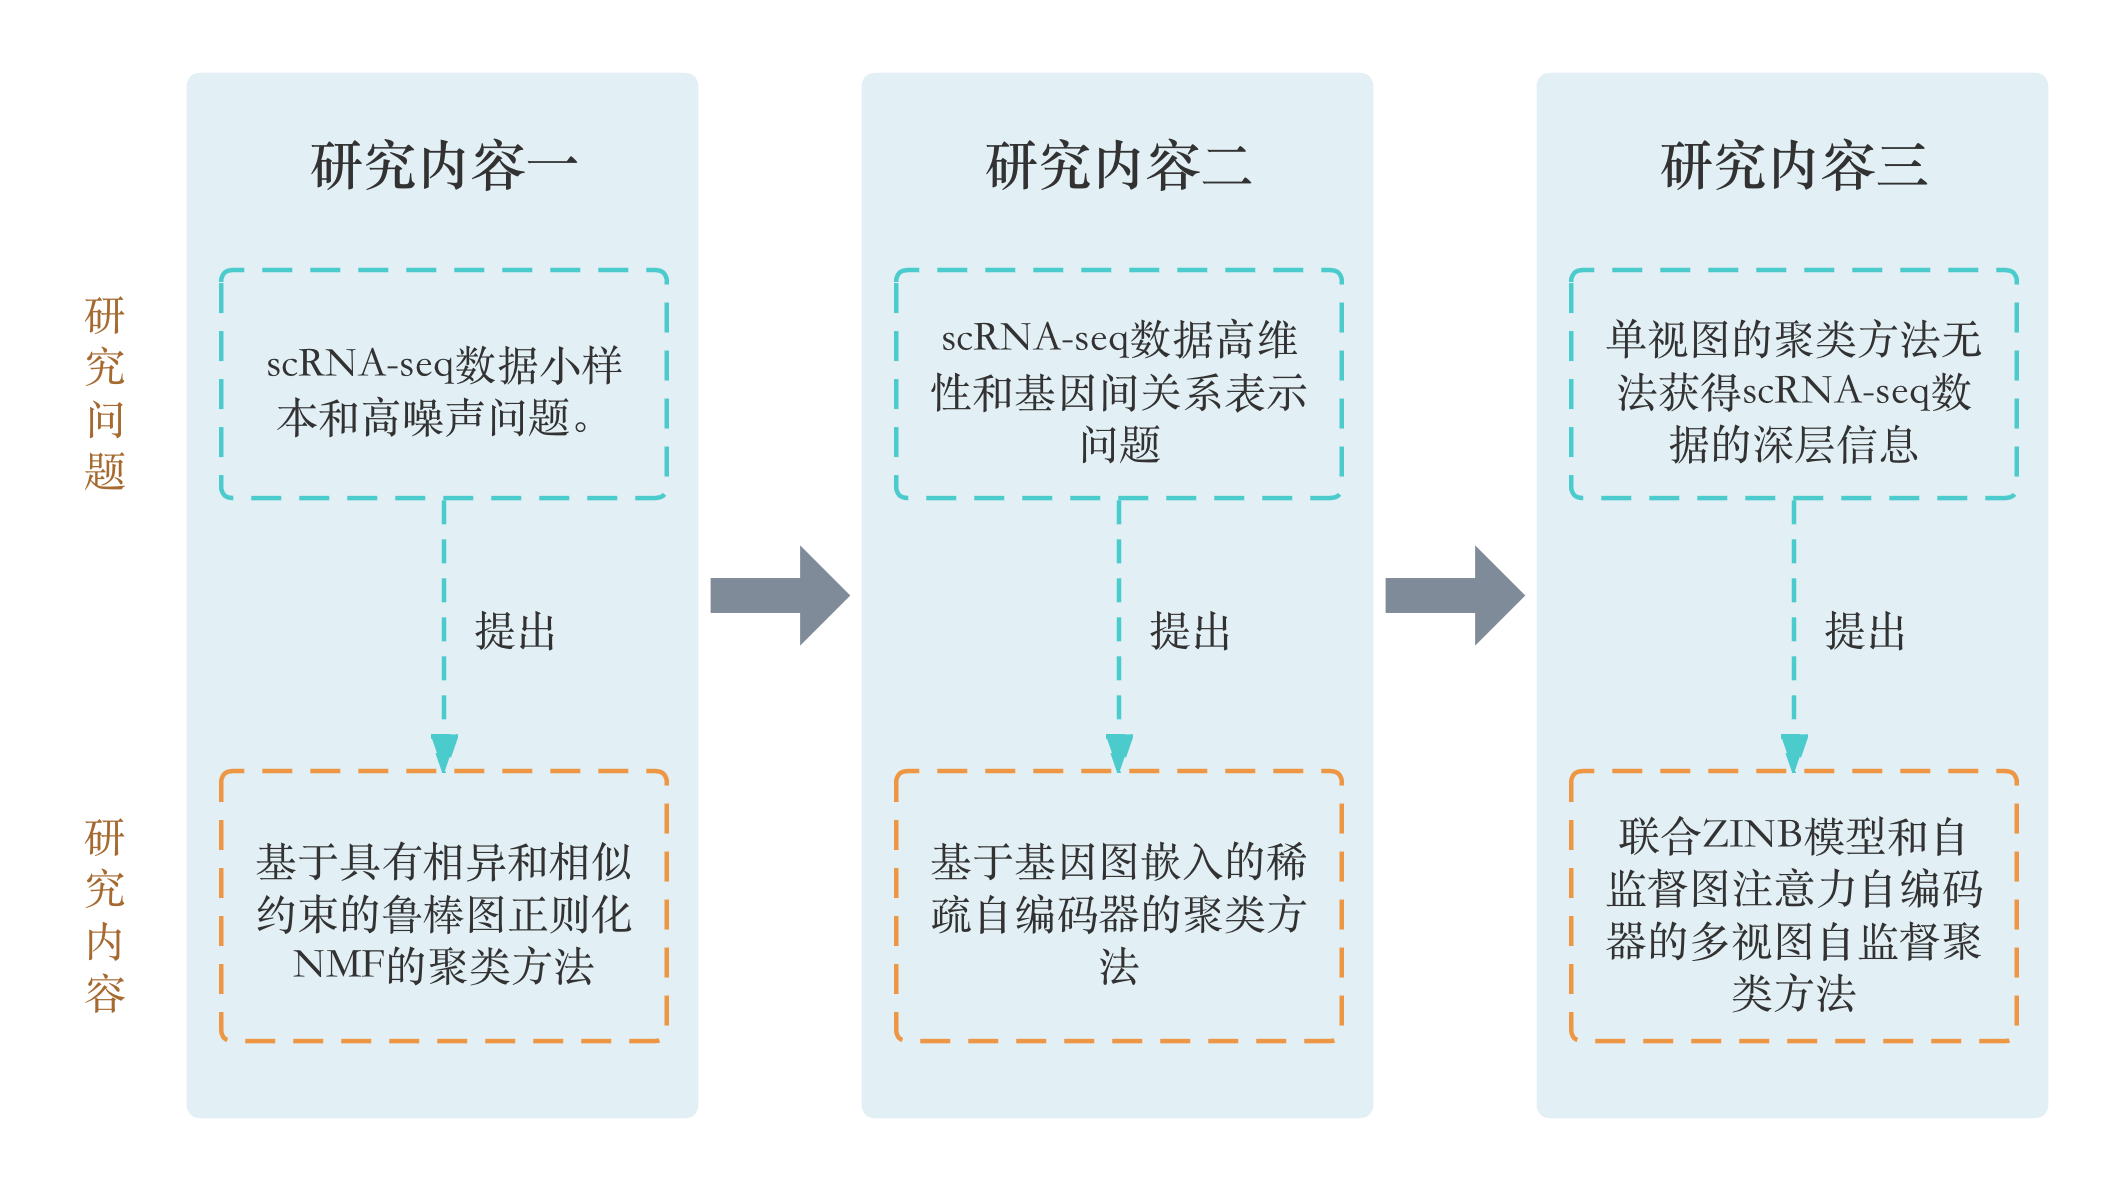 研究内容一
研究内容二
研究内容三
研究问题
scRNA-seq数据小样
本和高噪声问题。
scRNA-seq数据高维
性和基因间关系表示
问题
单视图的聚类方法无
法获得scRNA-seq数
据的深层信息
提出
提出
提出
研究内容
基于具有相异和相似
约束的鲁棒图正则化
NMF的聚类方法
基于基因图嵌入的稀
疏自编码器的聚类方
法
联合ZINB模型和自
监督图注意力自编码
器的多视图自监督聚
类方法